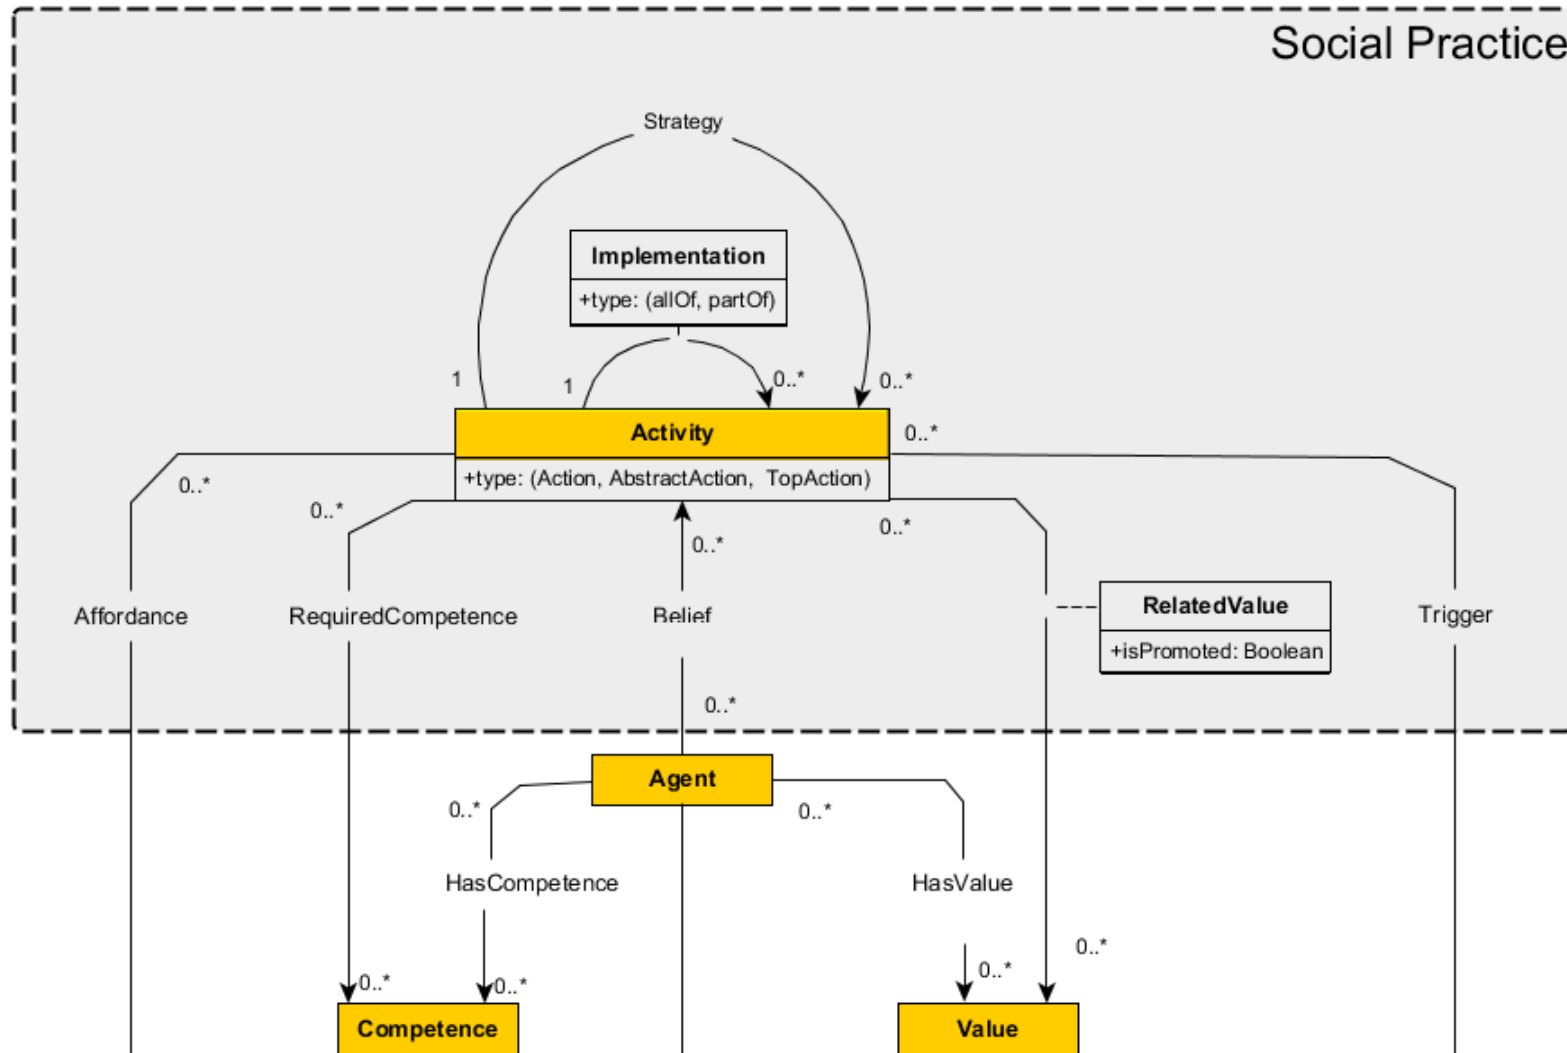 Social Practice
Strategy
Implementation
+type: (allOf, partOf)
1
1
0..*
0..*
Activity
0..*
+type: (Action, AbstractAction, TopAction)
0..*
0..*
0..*
0..*
Affordance
RequiredCompetence
Belief
RelatedValue
+isPromoted: Boolean
Trigger
0..*
Agent
0..*
0..*
HasCompetence
HasValue
0..*
0..*
0..*
0..*
Competence
Value